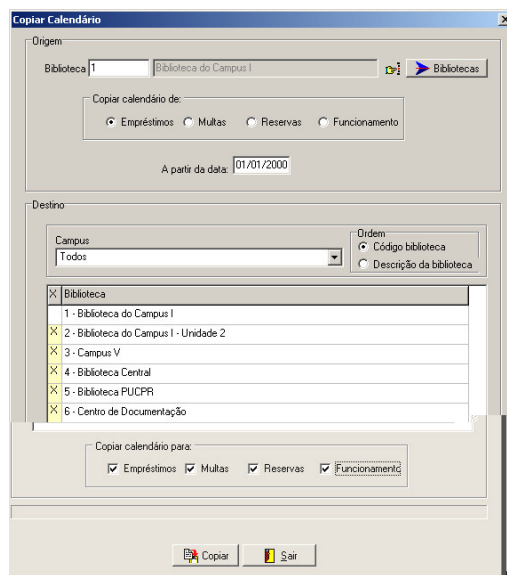 Copiar Calendário
Origem
Biblioteca 1 Biblioteca do Campus I Bibliotecas
Copiar calendário de:
Empréstimos Multas Reservas Funcionamento
A partir da data: 01/01/2000
Destino
Campus
Todos
Ordem
Código biblioteca
Descrição da biblioteca
X Biblioteca
1 - Biblioteca do Campus I
X 2 - Biblioteca do Campus I - Unidade 2
X 3 - Campus V
X 4 - Biblioteca Central
X 5 - Biblioteca PUCPR
X 6 - Centro de Documentação
Copiar calendário para:
Empréstimos Multas Reservas Funcionamento
Copiar Sair